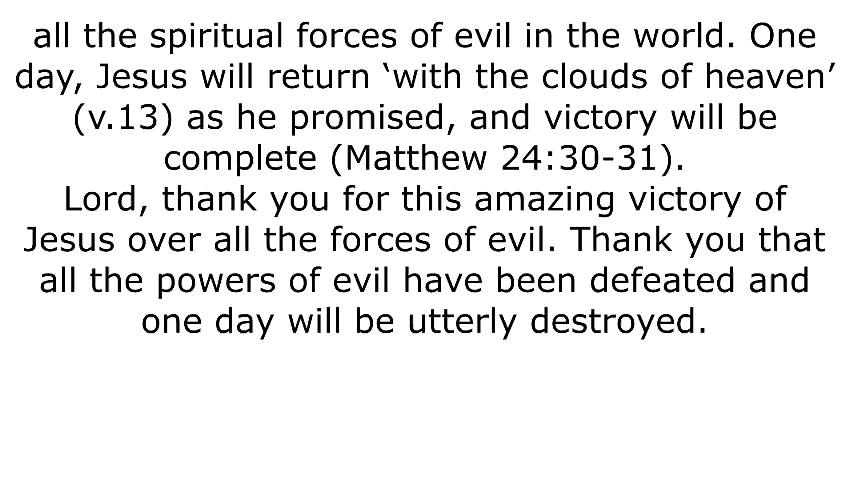 all the spiritual forces of evil in the world. One
day, Jesus will return ‘with the clouds of heaven’
(v.13) as he promised, and victory will be
complete (Matthew 24:30-31).
Lord, thank you for this amazing victory of
Jesus over all the forces of evil. Thank you that
all the powers of evil have been defeated and
one day will be utterly destroyed.